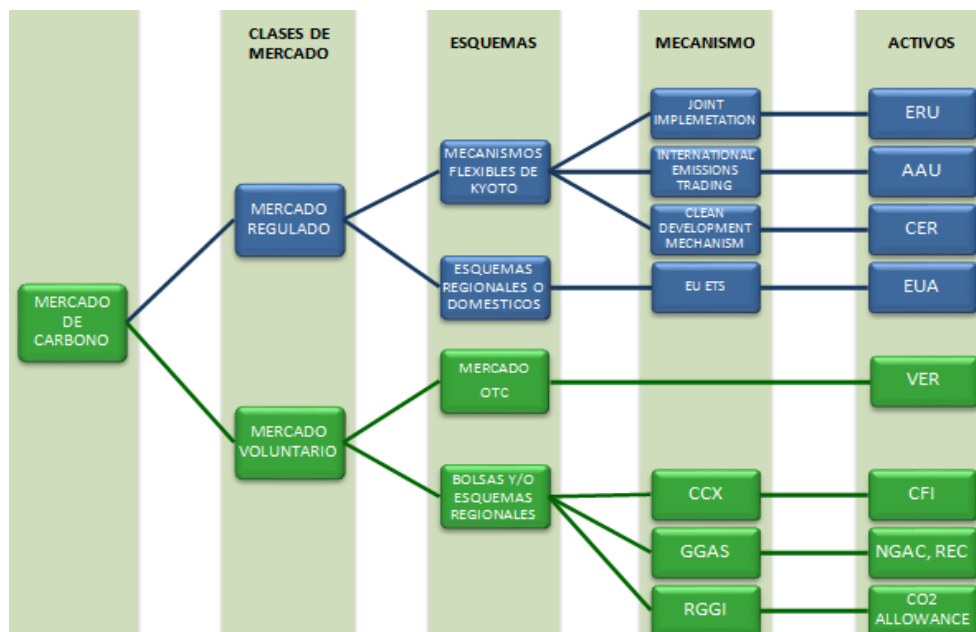 CLASES DE
MERCADO
ESQUEMAS
MECANISMO
ACTIVOS
JOINT
IMPLEMETATION
ERU
MECANISMOS
FLEXIBLES DE
KYOTO
INTERNATIONAL
EMISSIONS
TRADING
AAU
MERCADO
REGULADO
CLEAN
DEVELOPMENT
MECHANISM
CER
ESQUEMAS
REGIONALES O
DOMESTICOS
EU ETS
EUA
MERCADO
DE
CARBONO
MERCADO
OTC
VER
MERCADO
VOLUNTARIO
BOLSAS Y/O
ESQUEMAS
REGIONALES
CCX
CFI
GGAS
NGAC, REC
RGGI
CO2
ALLOWANCE